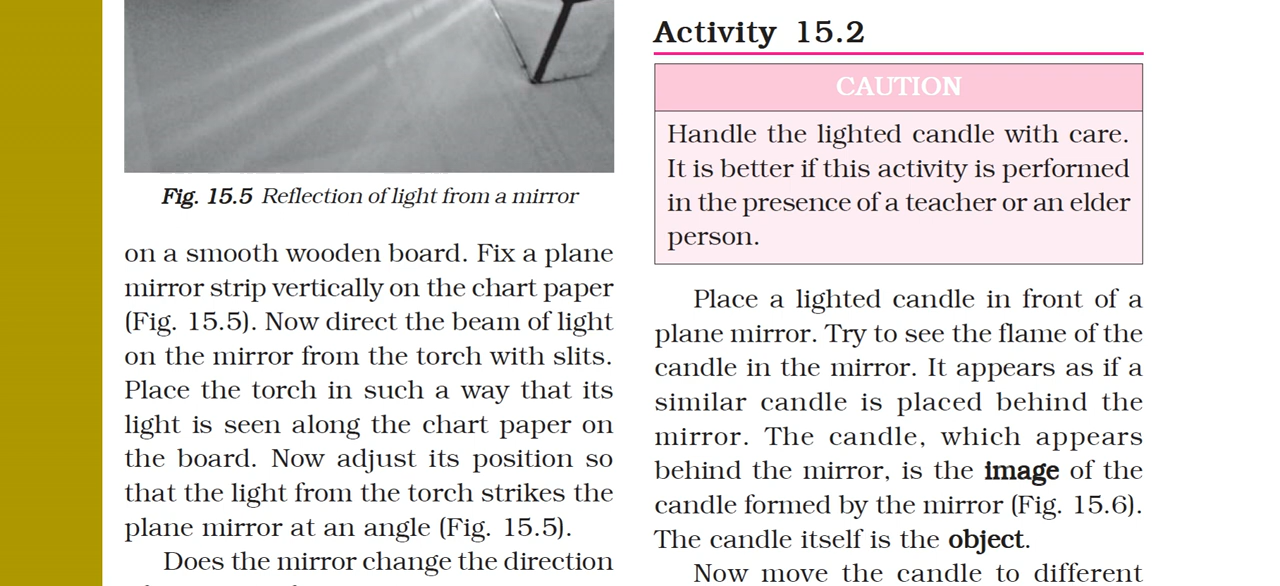 Fig. 15.5 Reflection of light from a mirror
on a smooth wooden board. Fix a plane
mirror strip vertically on the chart paper
(Fig. 15.5). Now direct the beam of light
on the mirror from the torch with slits.
Place the torch in such a way that its
light is seen along the chart paper on
the board. Now adjust its position so
that the light from the torch strikes the
plane mirror at an angle (Fig. 15.5).
Does the mirror change the direction
Activity 15.2
CAUTION
Handle the lighted candle with care.
It is better if this activity is performed
in the presence of a teacher or an elder
person.
Place a lighted candle in front of a
plane mirror. Try to see the flame of the
candle in the mirror. It appears as if a
similar candle is placed behind the
mirror. The candle, which appears
behind the mirror, is the image of the
candle formed by the mirror (Fig. 15.6).
The candle itself is the object.
Now move the candle to different